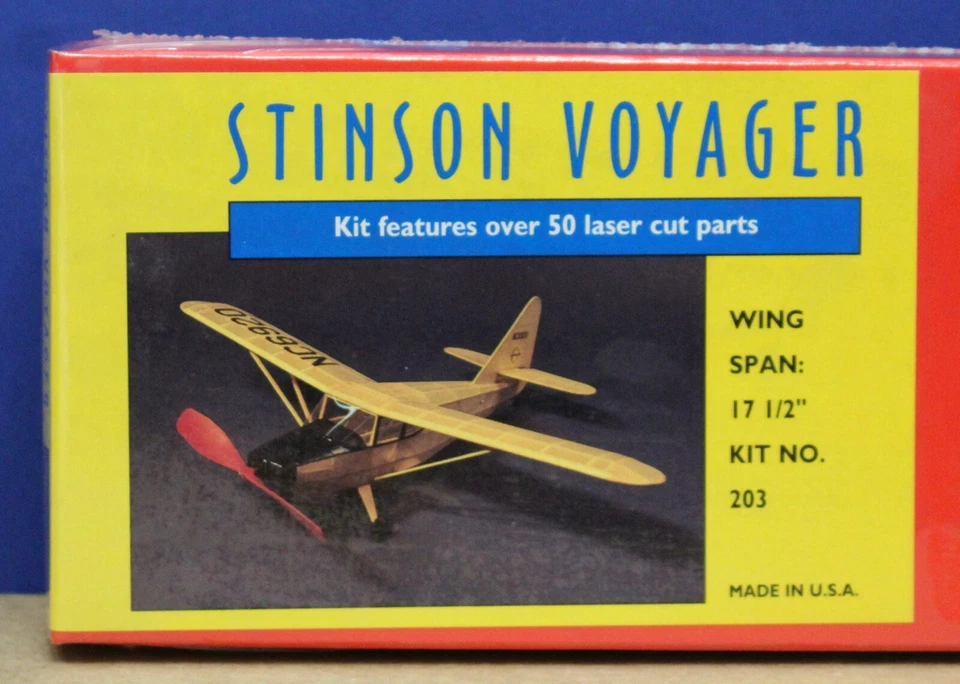 STINSON VOYAGER
Kit features over 50 laser cut parts
NC6920
WING
SPAN:
17 1/2"
KIT NO.
203
MADE IN U.S.A.